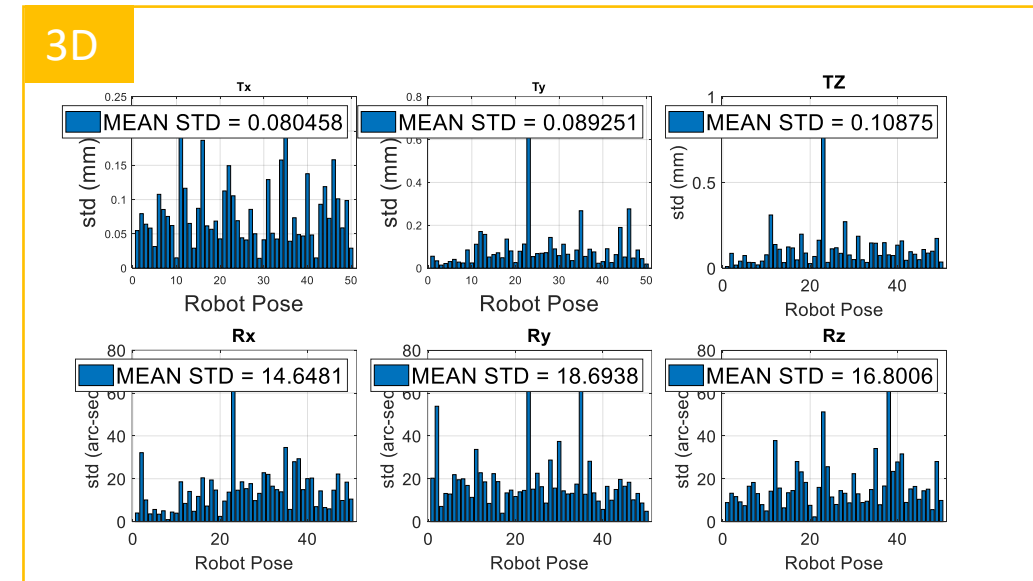 3D
Tx
Ty
TZ
0.25
0.8
1
MEAN STD = 0.080458
MEAN STD = 0.089251
MEAN STD = 0.10875
std (mm)
0.15
0.1
0.05
0
0.6
0.4
0.2
0
std (mm)
0.5
0
0 10 20 30 40 50
0 10 20 30 40 50
0 20 40
Robot Pose
Robot Pose
Robot Pose
Rx
Ry
Rz
80
80
80
MEAN STD = 14.6481
MEAN STD = 18.6938
MEAN STD = 16.8006
std (arc-sec
60
40
20
0
std (arc-sec
60
40
20
0
std (arc-sec
60
40
20
0
0 20 40
0 20 40
0 20 40
Robot Pose
Robot Pose
Robot Pose